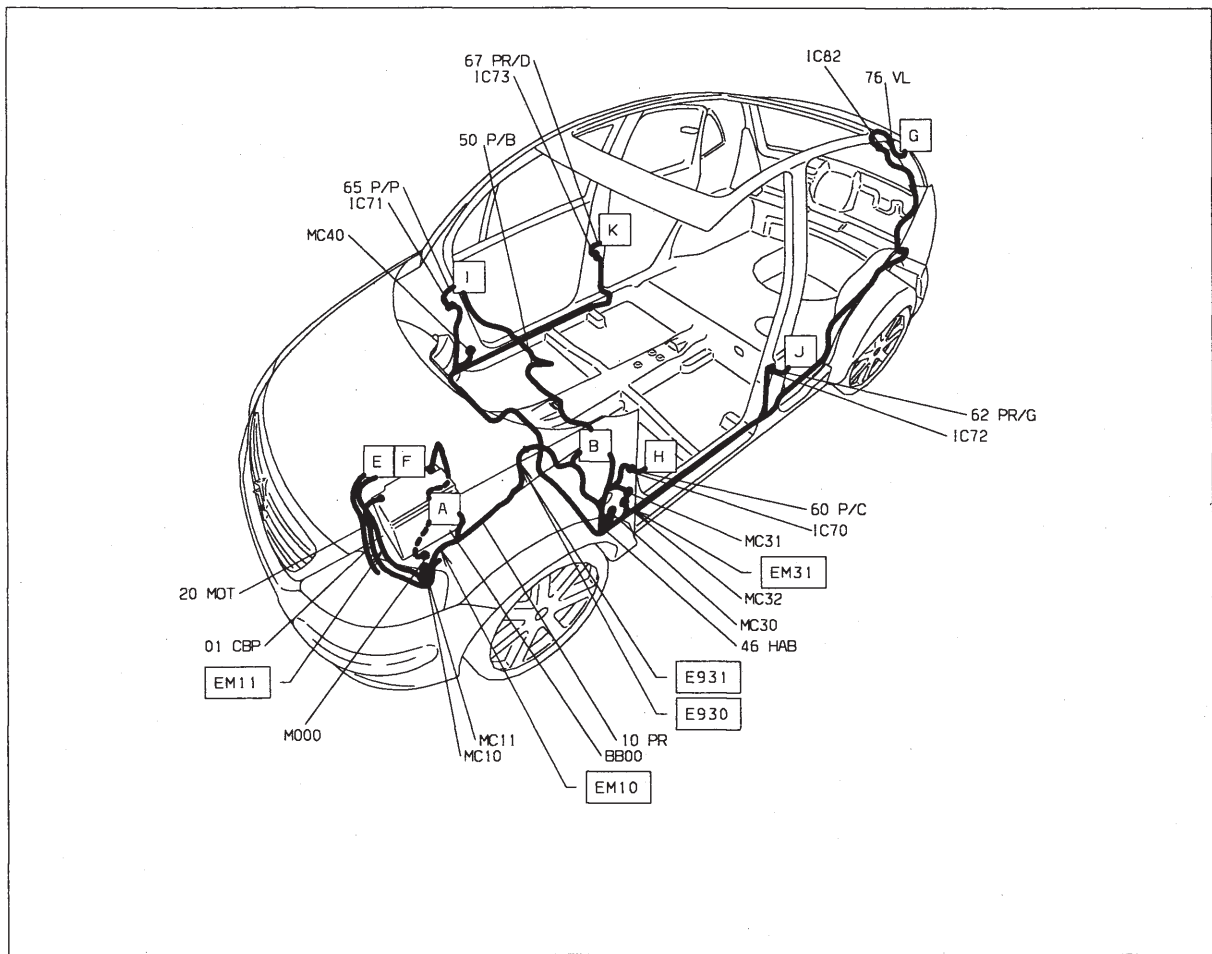 IC82
67 PR/D
IC73
76 VL
G
50 P/B
65 P/P
IC71
MC40
K
I
J
62 PR/G
IC72
B
H
E F
A
60 P/C
IC70
MC31
EM31
20 MOT
MC32
MC30
01 CBP
46 HAB
EM11
E931
E930
M000
MC11
10 PR
MC10
BB00
EM10